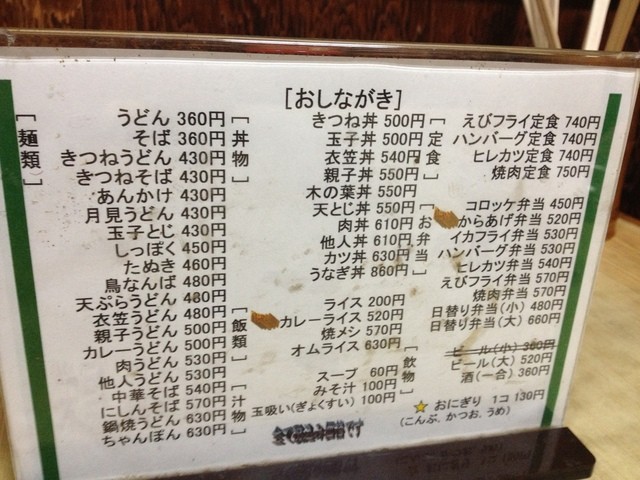 [おしながき]
[麺類]
うどん 360円
そば 360円
きつねうどん 430円
きつねそば 430円
あんかけ 430円
月見うどん 430円
玉子とじ 430円
しっぽく 450円
たぬき 460円
鳥なんば 480円
天ぷらうどん 480円
衣笠うどん 480円
親子うどん 500円
カレーうどん 500円
肉うどん 530円
他人うどん 530円
中華そば 540円
にしんそば 570円
鍋焼うどん 630円
ちゃんぽん 630円
[丼物]
きつね丼 500円
玉子丼 500円
衣笠丼 540円
親子丼 550円
木の葉丼 550円
天とじ丼 550円
肉丼 610円
他人丼 610円
カツ丼 630円
うなぎ丼 860円
[飯類]
ライス 200円
カレーライス 520円
焼メシ 570円
オムライス 630円
[汁物]
スープ 60円
みそ汁 100円
玉吸い(ぎょくすい) 100円
[定食]
えびフライ定食 740円
ハンバーグ定食 740円
ヒレカツ定食 740円
焼肉定食 750円
[お弁当]
コロッケ弁当 450円
からあげ弁当 520円
イカフライ弁当 530円
ハンバーグ弁当 530円
ヒレカツ弁当 540円
えびフライ弁当 570円
焼肉弁当 570円
日替り弁当(小) 480円
日替り弁当(大) 660円
[飲物]
ビール(小) 360円
ビール(大) 520円
酒(一合) 360円
★おにぎり 1コ 130円
(こんぶ, かつお, うめ)